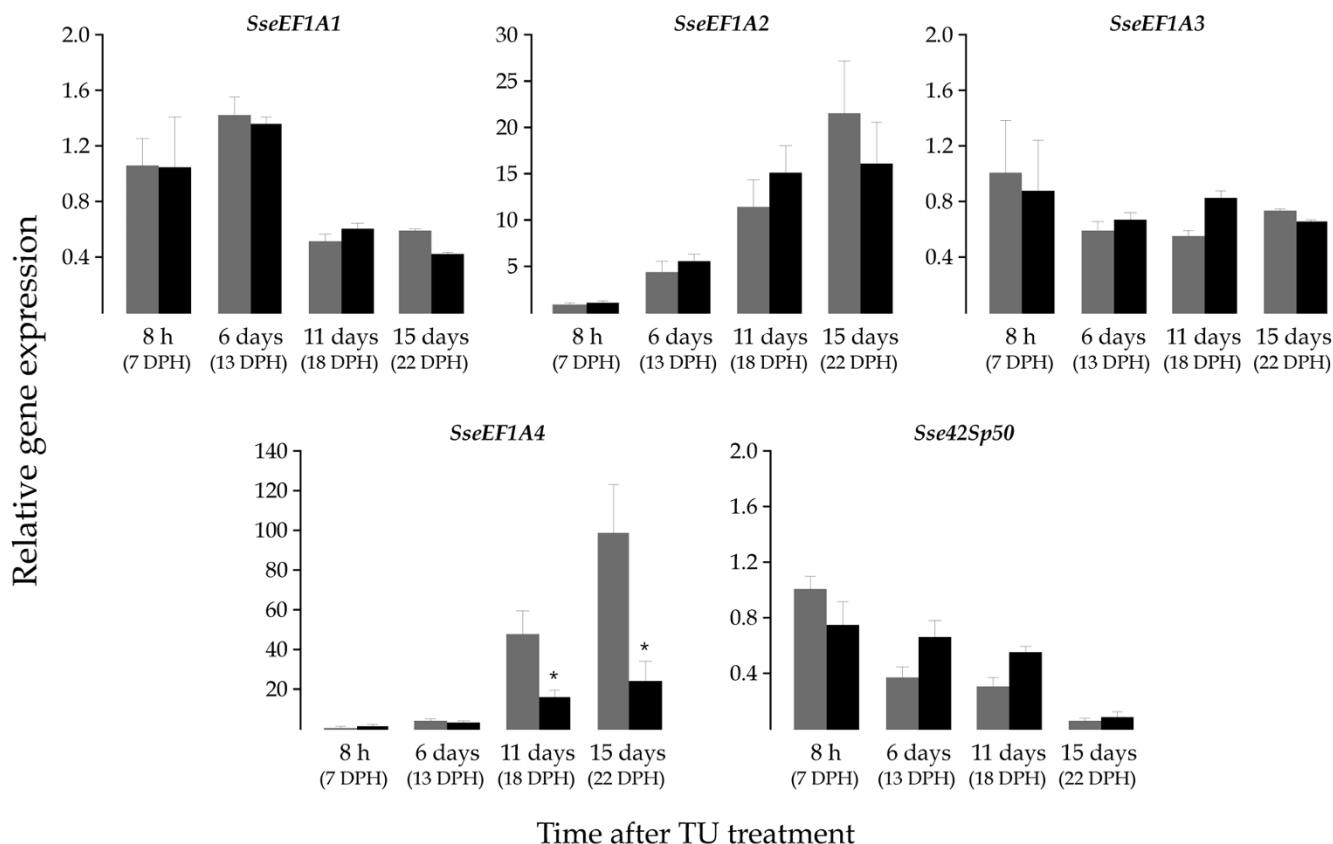 SseEF1A1
SseEF1A2
SseEF1A3
2.0
1.6
1.2
0.8
0.4
30
25
20
15
10
5
2.0
1.6
1.2
0.8
0.4
8 h
6 days
11 days
15 days
(7 DPH)
(13 DPH)
(18 DPH)
(22 DPH)
8 h
6 days
11 days
15 days
(7 DPH)
(13 DPH)
(18 DPH)
(22 DPH)
8 h
6 days
11 days
15 days
(7 DPH)
(13 DPH)
(18 DPH)
(22 DPH)
Relative gene expression
SseEF1A4
Sse42Sp50
140
120
100
80
60
40
20
*
*
2.0
1.6
1.2
0.8
0.4
8 h
6 days
11 days
15 days
(7 DPH)
(13 DPH)
(18 DPH)
(22 DPH)
8 h
6 days
11 days
15 days
(7 DPH)
(13 DPH)
(18 DPH)
(22 DPH)
Time after TU treatment